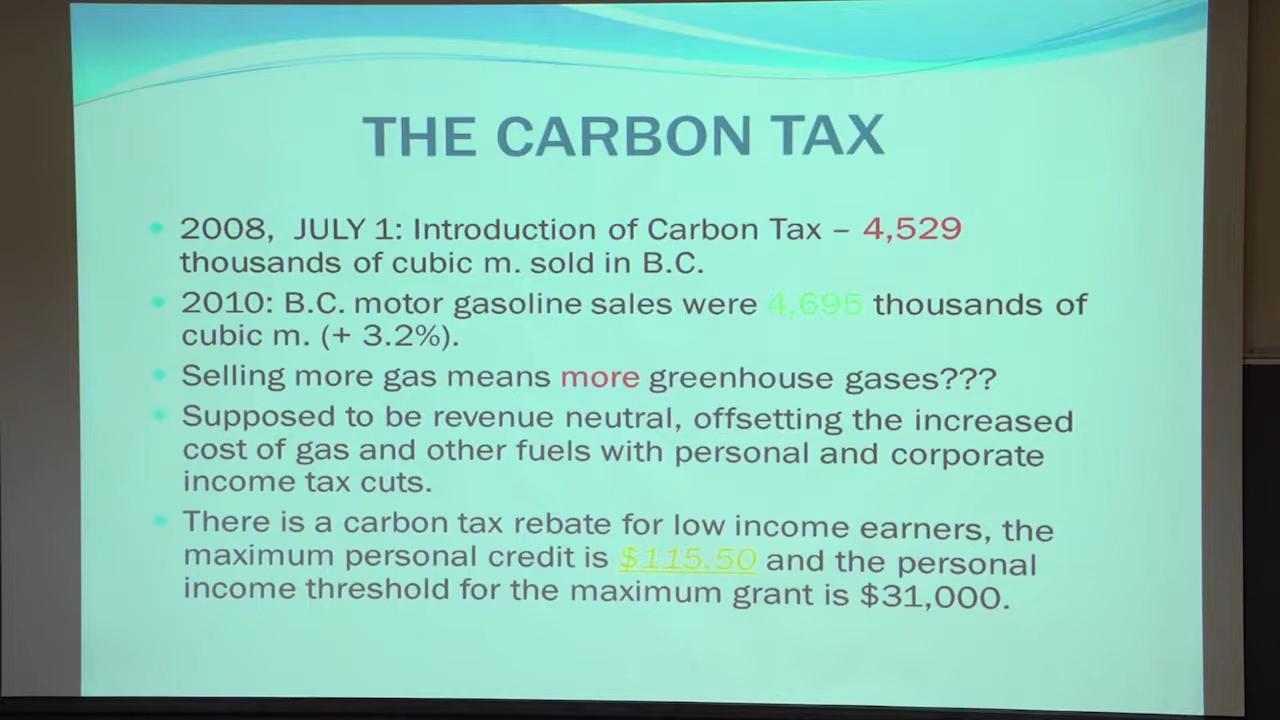 THE CARBON TAX
2008, JULY 1: Introduction of Carbon Tax – 4,529
thousands of cubic m. sold in B.C.
2010: B.C. motor gasoline sales were 4,695 thousands of
cubic m. (+ 3.2%).
Selling more gas means more greenhouse gases???
Supposed to be revenue neutral, offsetting the increased
cost of gas and other fuels with personal and corporate
income tax cuts.
There is a carbon tax rebate for low income earners, the
maximum personal credit is $115.50 and the personal
income threshold for the maximum grant is $31,000.